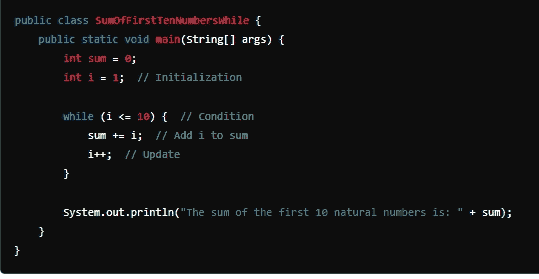 public class SumOfFirstTenNumbersWhile {
    public static void main(String[] args) {
        int sum = 0;
        int i = 1;  // Initialization

        while (i <= 10) {  // Condition
            sum += i;  // Add i to sum
            i++;  // Update
        }

        System.out.println("The sum of the first 10 natural numbers is: " + sum);
    }
}